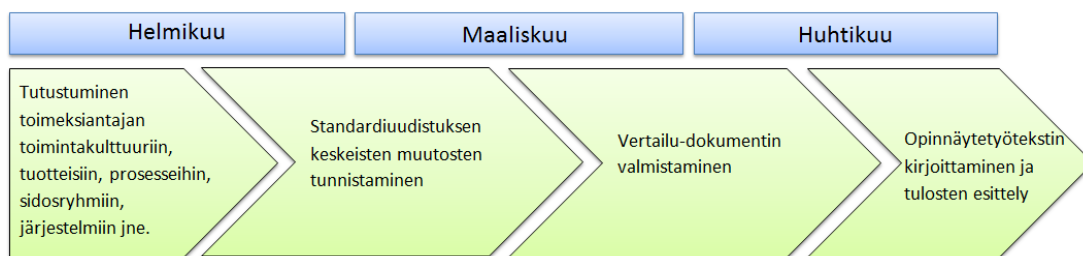 Helmikuu
Maaliskuu
Huhtikuu
Tutustuminen
toimeksiantajan
toimintakulttuuriin,
tuotteisiin, prosesseihin,
sidosryhmiin,
järjestelmiin jne.
Standardiuudistuksen
keskeisten muutosten
tunnistaminen
Vertailu-dokumentin
valmistaminen
Opinnäytetyötekstin
kirjoittaminen ja
tulosten esittely